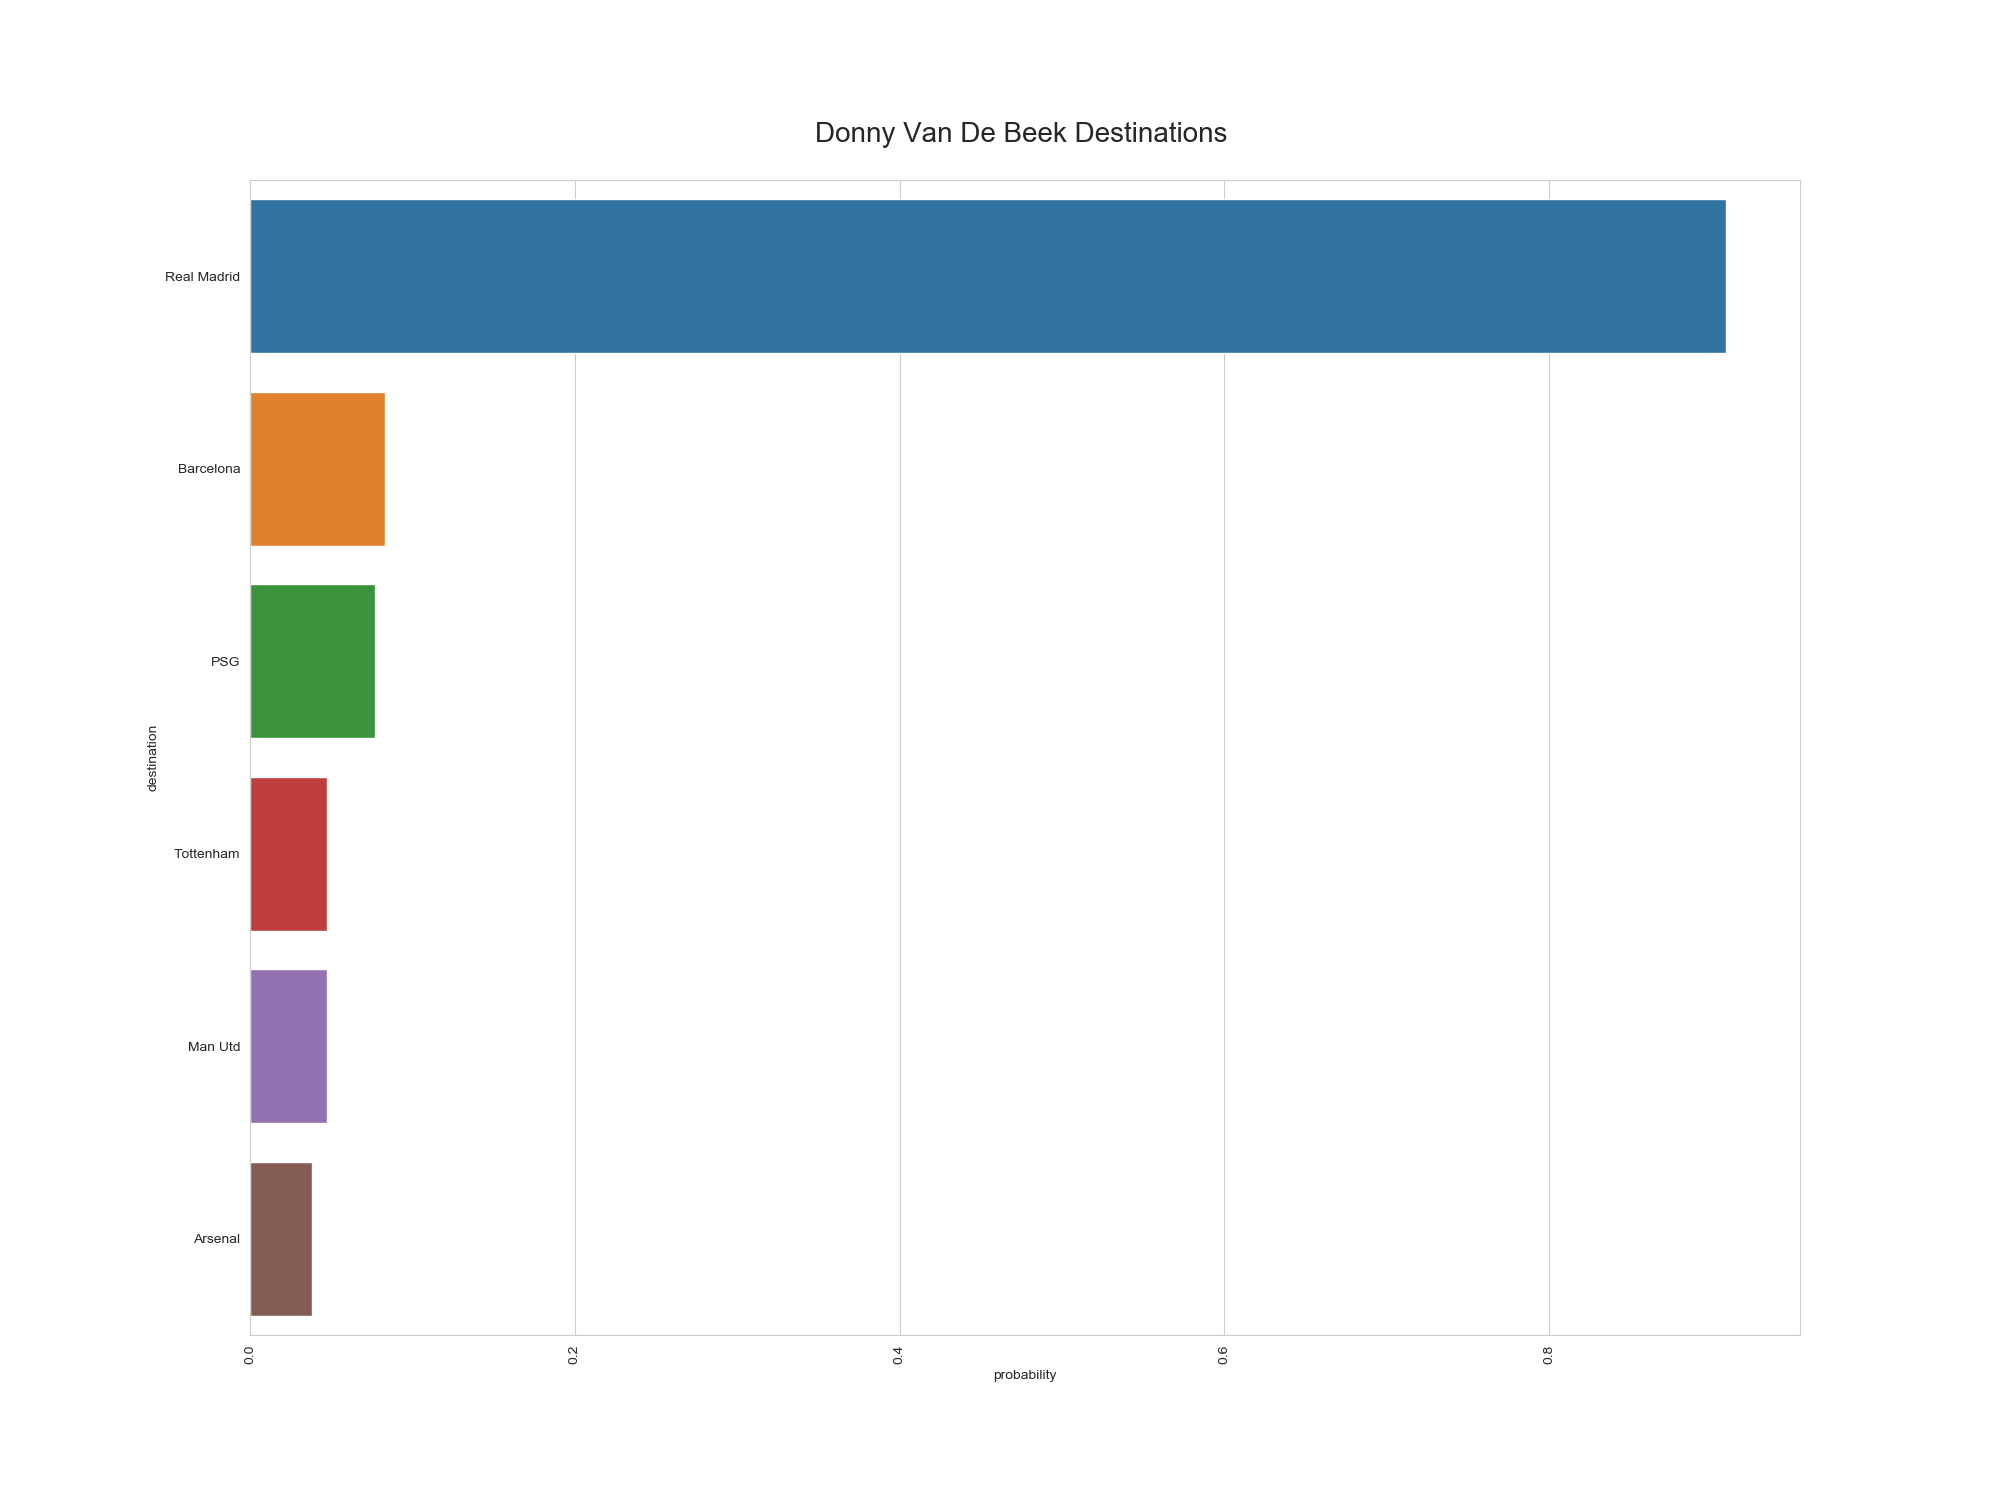 Donny Van De Beek Destinations
Real Madrid
Barcelona
PSG
Tottenham
Man Utd
Arsenal
destination
0.0
0.2
0.4
0.6
0.8
probability